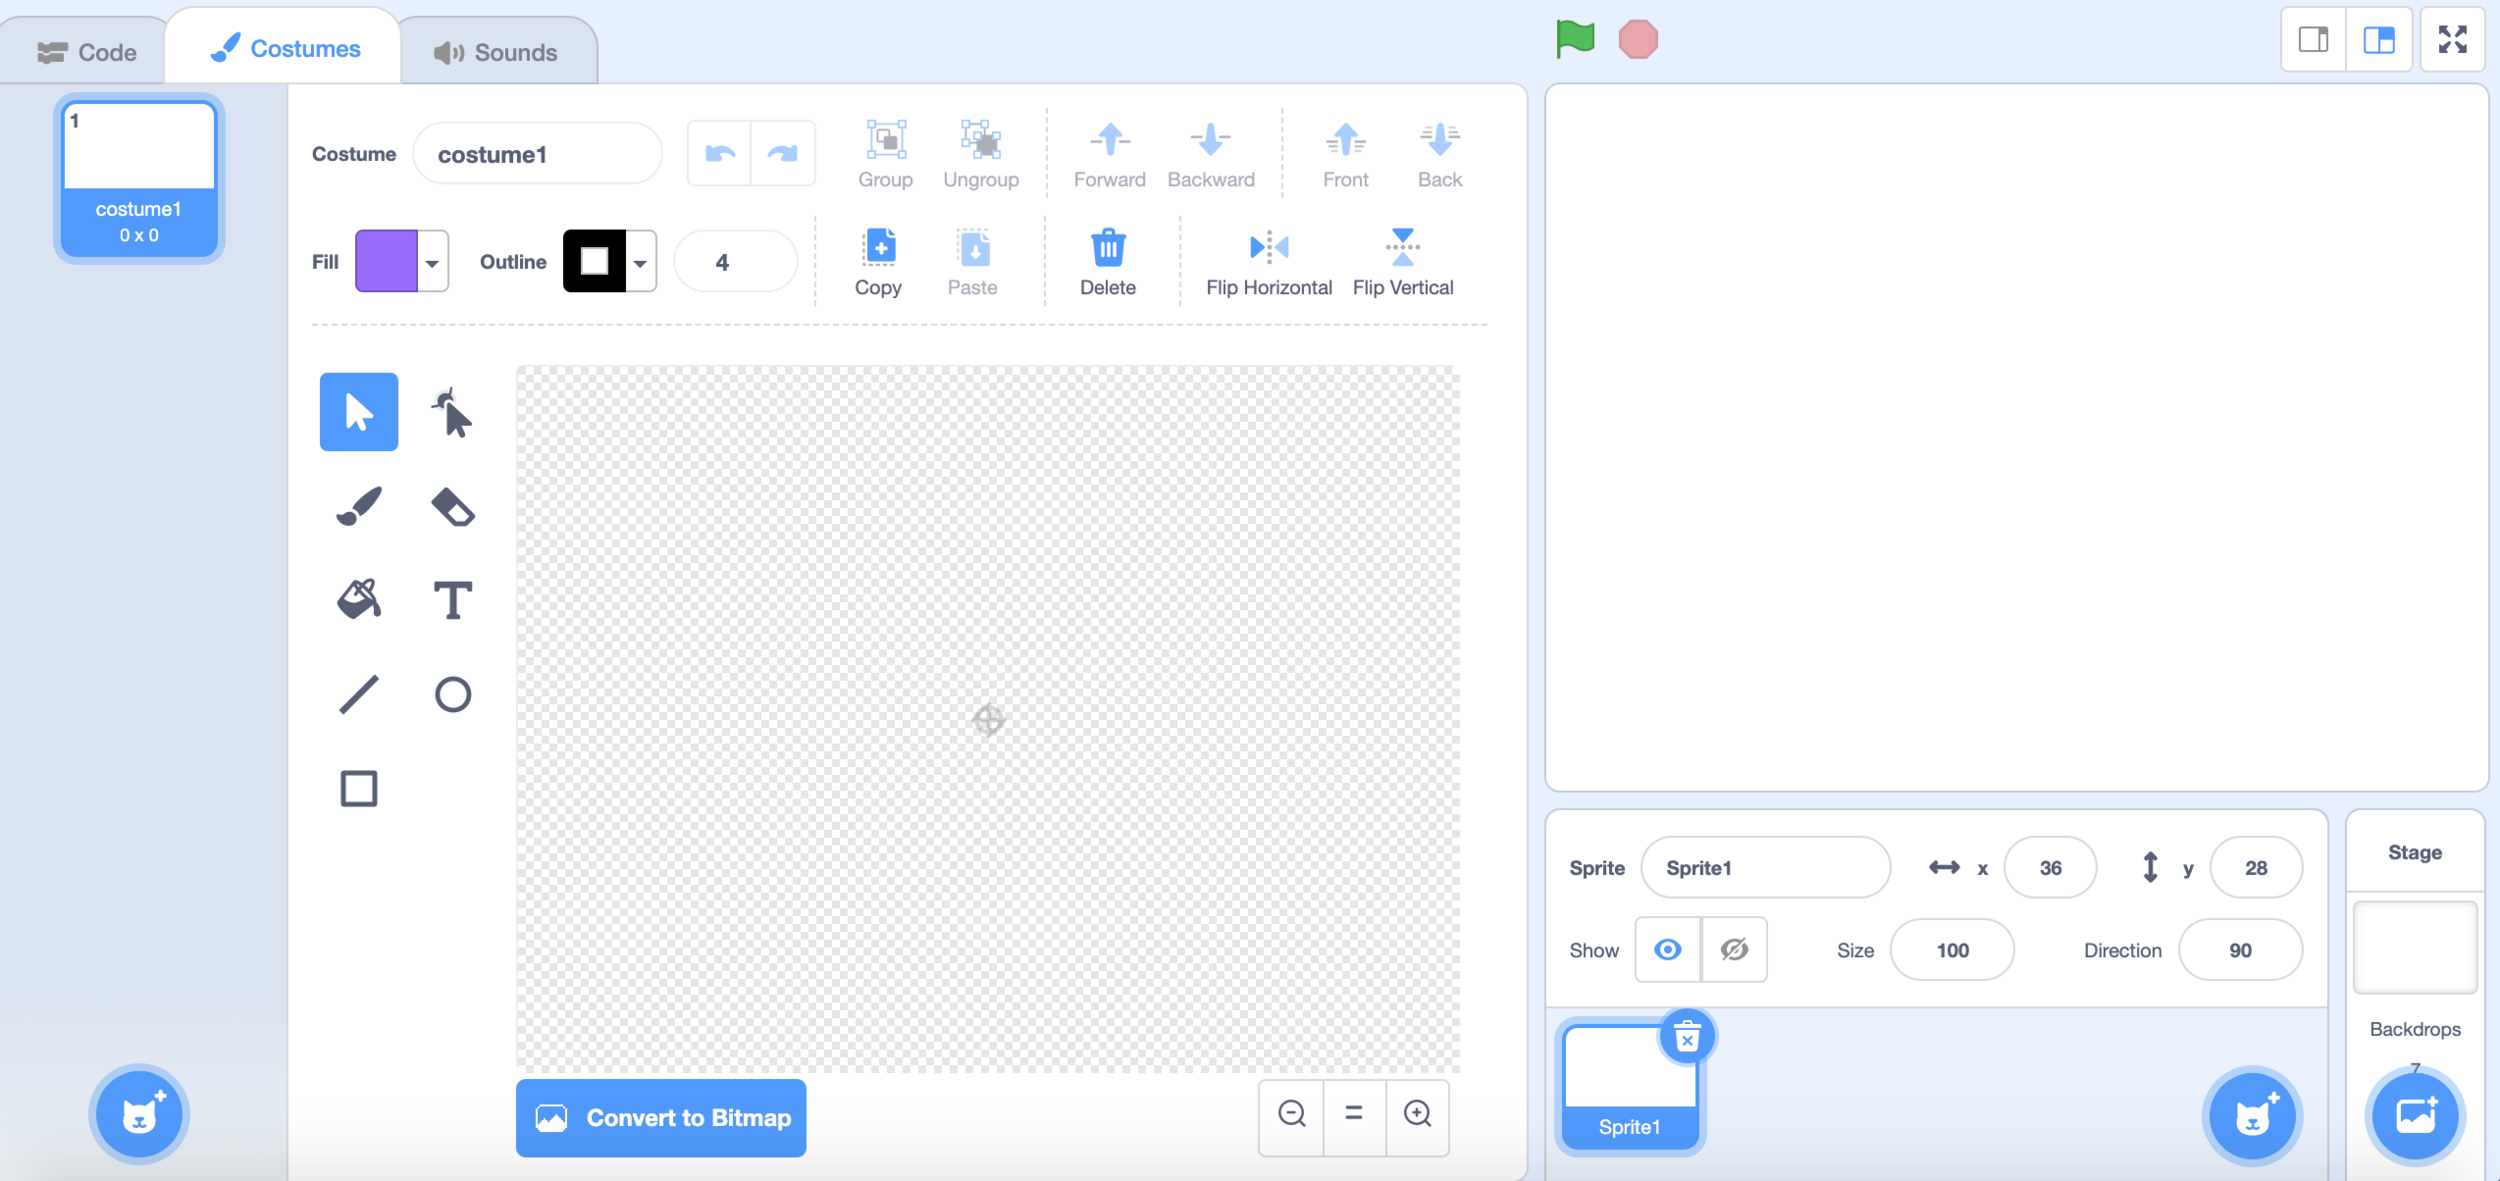 Code
Costumes
Sounds
1
costume1
0 x 0
Costume
costume1
Group
Ungroup
Forward
Backward
Front
Back
Fill
Outline
4
Copy
Paste
Delete
Flip Horizontal
Flip Vertical
T
Convert to Bitmap
Sprite
Sprite1
x
36
y
28
Show
Size
100
Direction
90
Sprite1
Stage
Backdrops
7